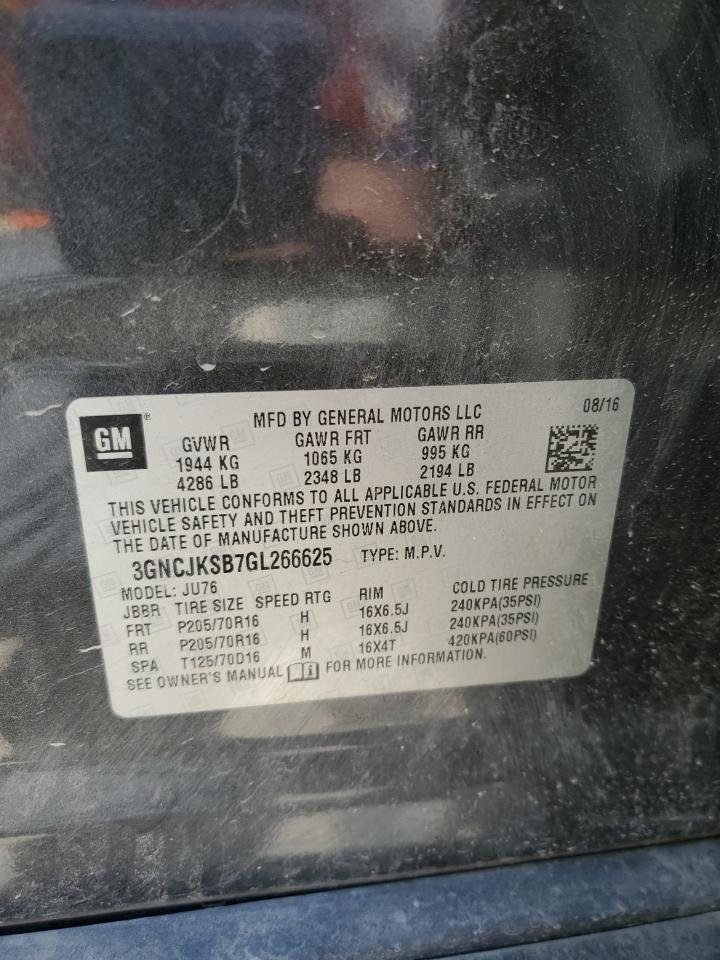 GM ®
MFD BY GENERAL MOTORS LLC 08/16
GVWR GAWR FRT GAWR RR
1944 KG 1065 KG 995 KG
4286 LB 2348 LB 2194 LB
THIS VEHICLE CONFORMS TO ALL APPLICABLE U.S. FEDERAL MOTOR
VEHICLE SAFETY AND THEFT PREVENTION STANDARDS IN EFFECT ON
THE DATE OF MANUFACTURE SHOWN ABOVE.
3GNCJKSB7GL266625 TYPE: M.P.V.
MODEL: JU76
JBBR TIRE SIZE SPEED RTG RIM COLD TIRE PRESSURE
FRT P205/70R16 H 16X6.5J 240KPA(35PSI)
RR P205/70R16 H 16X6.5J 240KPA(35PSI)
SPA T125/70D16 M 16X4T 420KPA(60PSI)
SEE OWNER'S MANUAL FOR MORE INFORMATION.